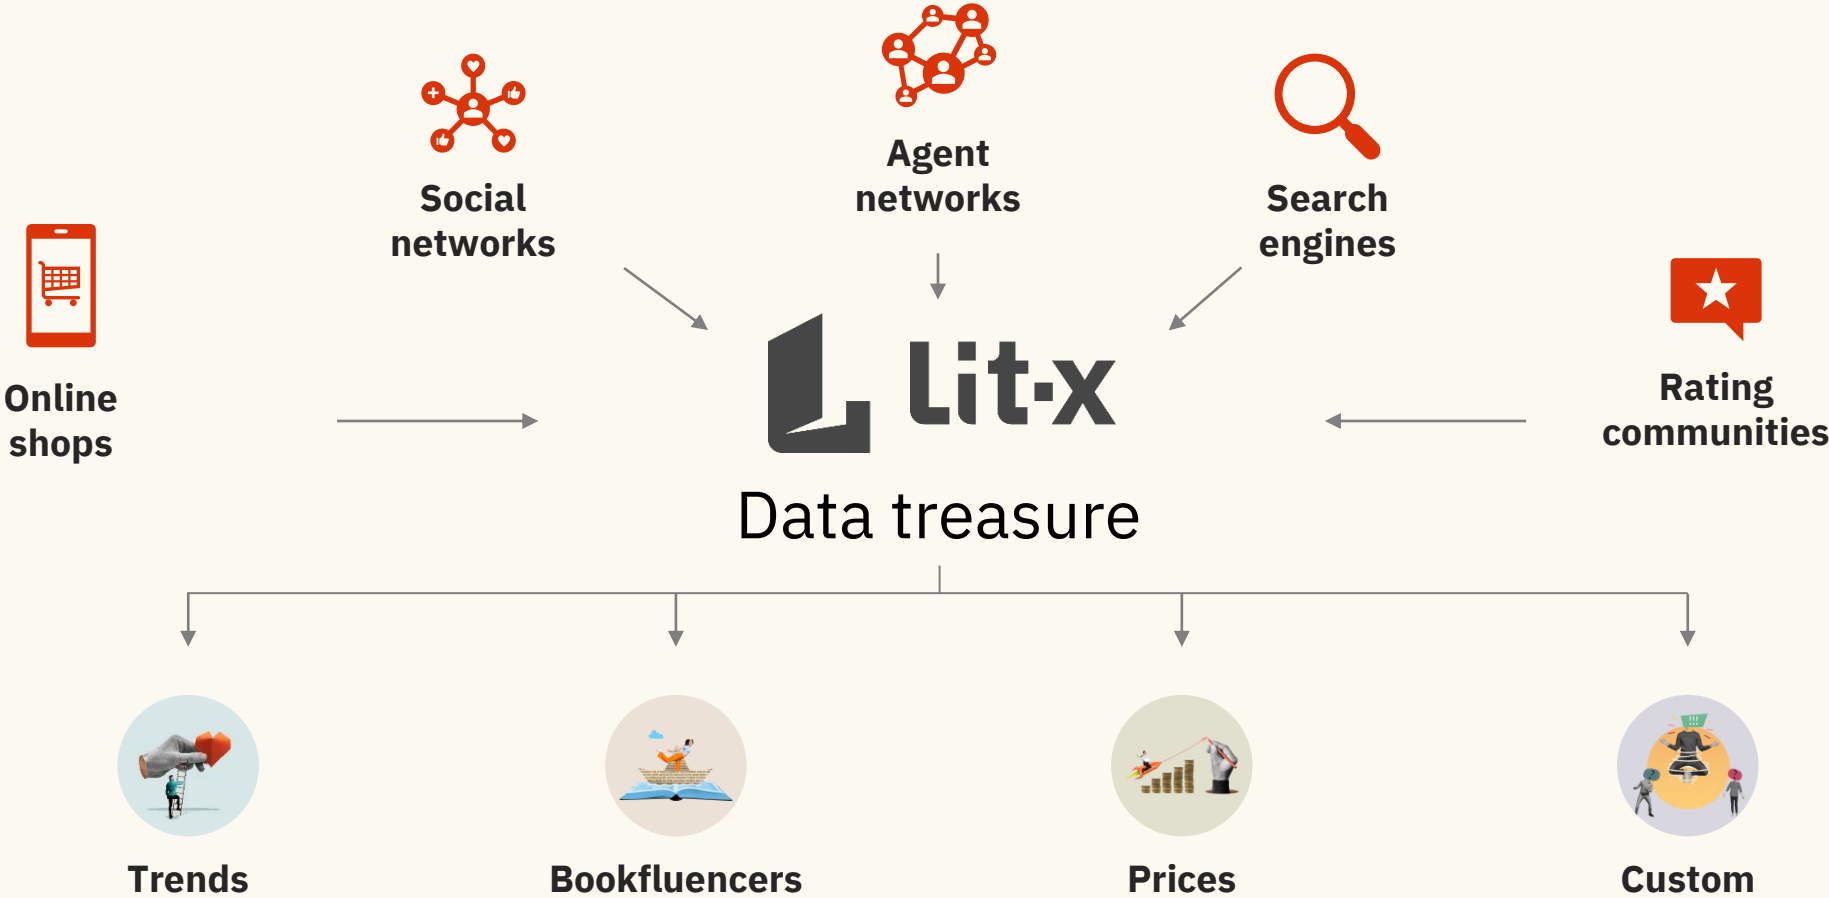 Agent
networks
Social
networks
Search
engines
Online
shops
Rating
communities
Lit·x
Data treasure
Trends
Bookfluencers
Prices
Custom